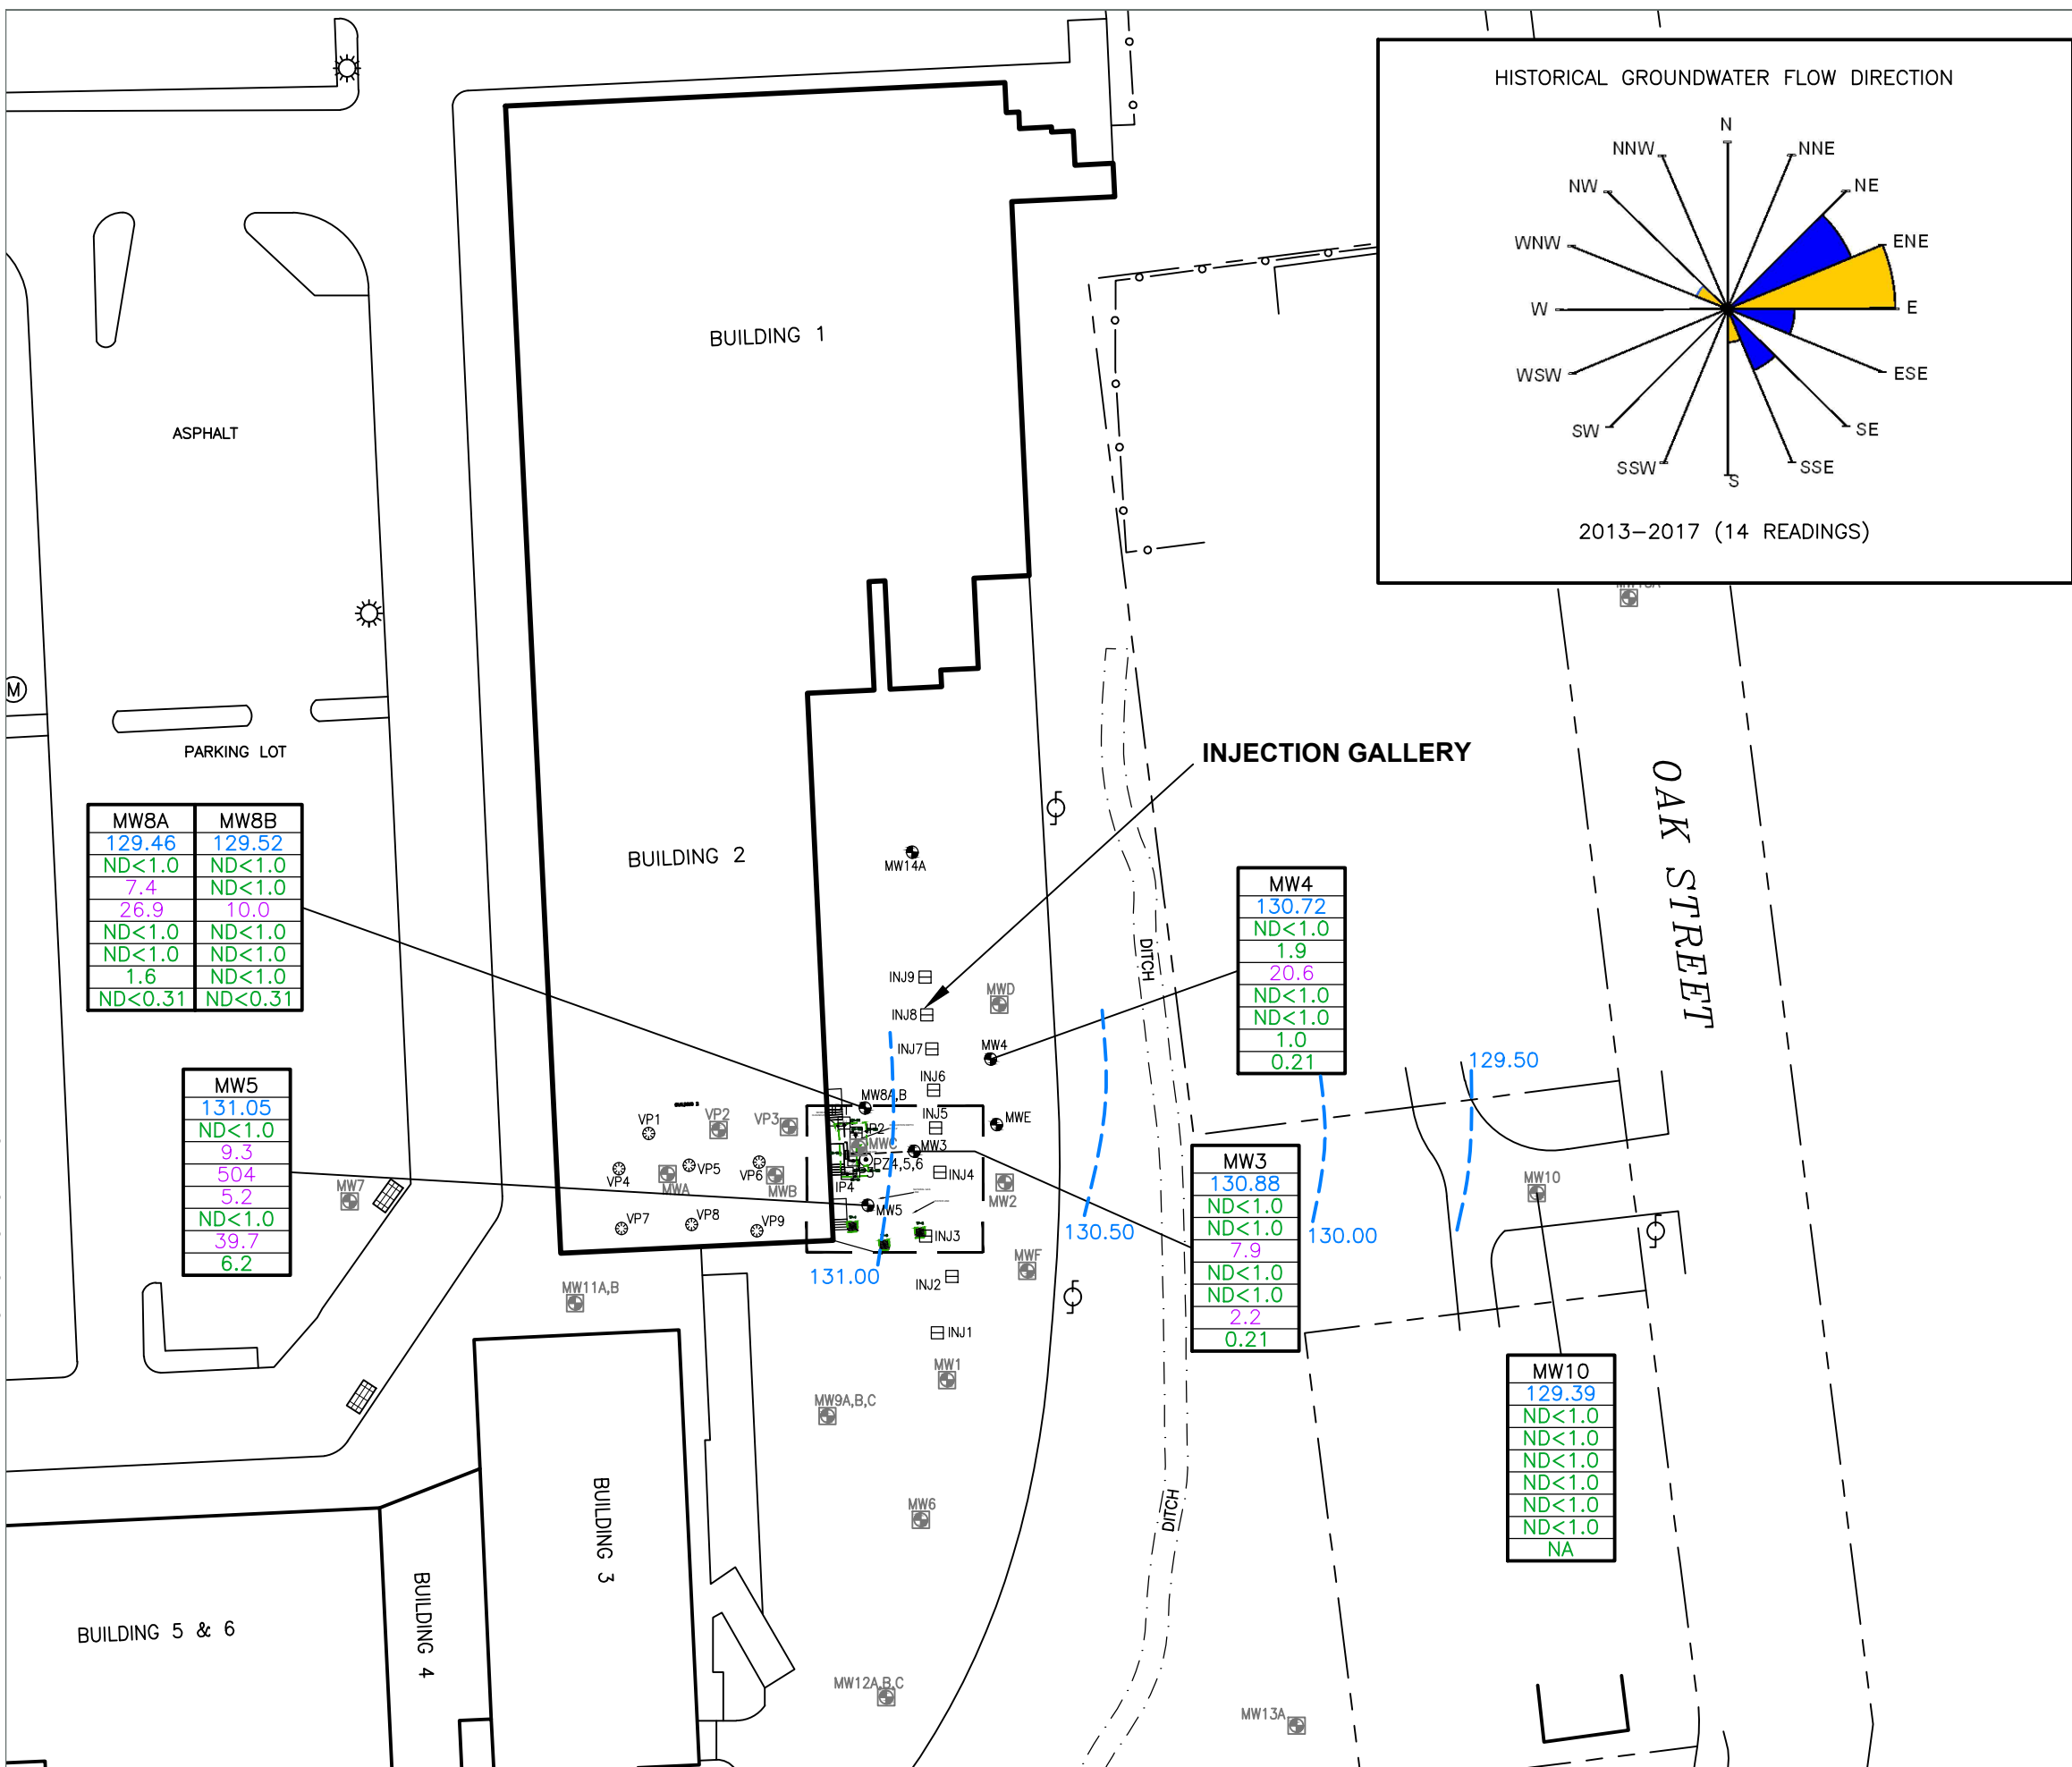 HISTORICAL GROUNDWATER FLOW DIRECTION
N
NNW
NNE
NW
NE
WNW
ENE
W
E
WSW
ESE
SW
SE
SSW
SSE
S
2013-2017 (14 READINGS)
BUILDING 1
ASPHALT
M
PARKING LOT
INJECTION GALLERY
OAK STREET
BUILDING 2
MW14A
MW8A MW8B
129.46 129.52
ND<1.0 ND<1.0
7.4 ND<1.0
26.9 10.0
ND<1.0 ND<1.0
ND<1.0 ND<1.0
1.6 ND<1.0
ND<0.31 ND<0.31
MW4
130.72
ND<1.0
1.9
20.6
ND<1.0
ND<1.0
1.0
0.21
DITCH
INJ9
MWD
INJ8
INJ7
MW4
INJ6
MW8A,B
129.50
MW5
131.05
ND<1.0
9.3
504
5.2
ND<1.0
39.7
6.2
VP1
VP2
VP3
INJ5
MWE
MWC
MW3
PZ4,5,6
VP4
MWA
VP5
VP6
MWB
IP4
INJ4
MW2
MW7
MW5
VP7
VP8
VP9
INJ3
MW10
MW3
130.88
ND<1.0
ND<1.0
7.9
ND<1.0
ND<1.0
2.2
0.21
130.50
130.00
131.00
MWF
INJ2
MW11A,B
INJ1
MW1
MW9A,B,C
MW10
129.39
ND<1.0
ND<1.0
ND<1.0
ND<1.0
ND<1.0
ND<1.0
NA
MW6
DITCH
BUILDING 3
BUILDING 4
BUILDING 5 & 6
MW12A,B,C
MW13A